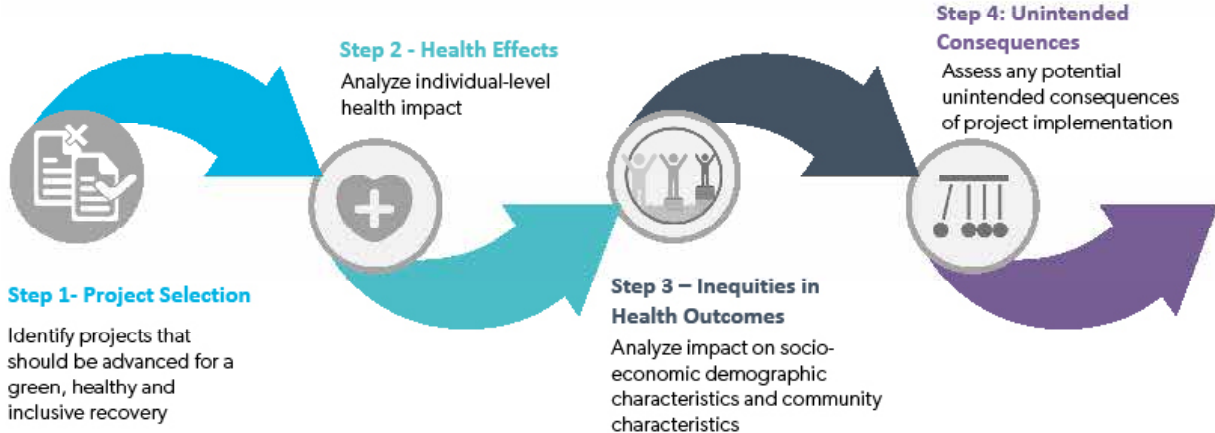 Step 1- Project Selection
Identify projects that
should be advanced for a
green, healthy and
inclusive recovery
Step 2 - Health Effects
Analyze individual-level
health impact
Step 3 – Inequities in
Health Outcomes
Analyze impact on socio-
economic demographic
characteristics and community
characteristics
Step 4: Unintended
Consequences
Assess any potential
unintended consequences
of project implementation